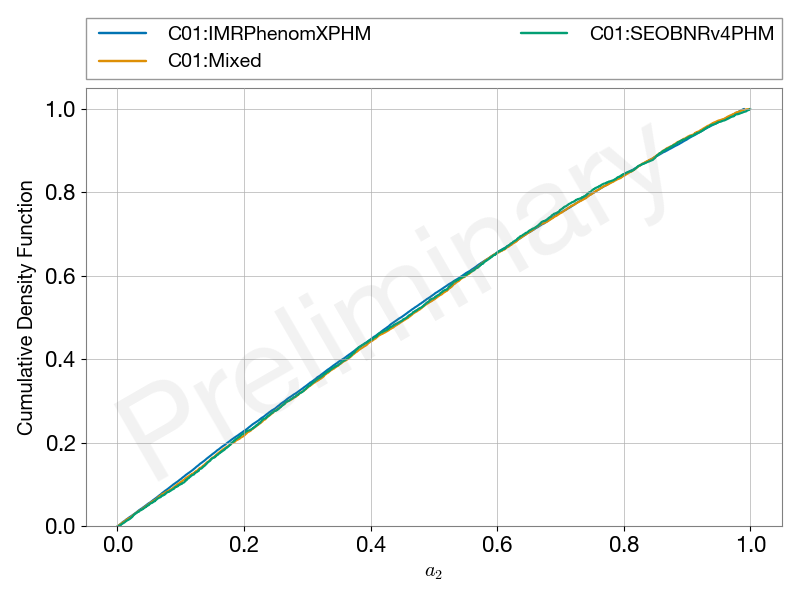 C01:IMRPhenomXPHM
C01:Mixed
C01:SEOBNRv4PHM
Preliminary
Cumulative Density Function
1.0
0.8
0.6
0.4
0.2
0.0
0.0 0.2 0.4 0.6 0.8 1.0
a₂